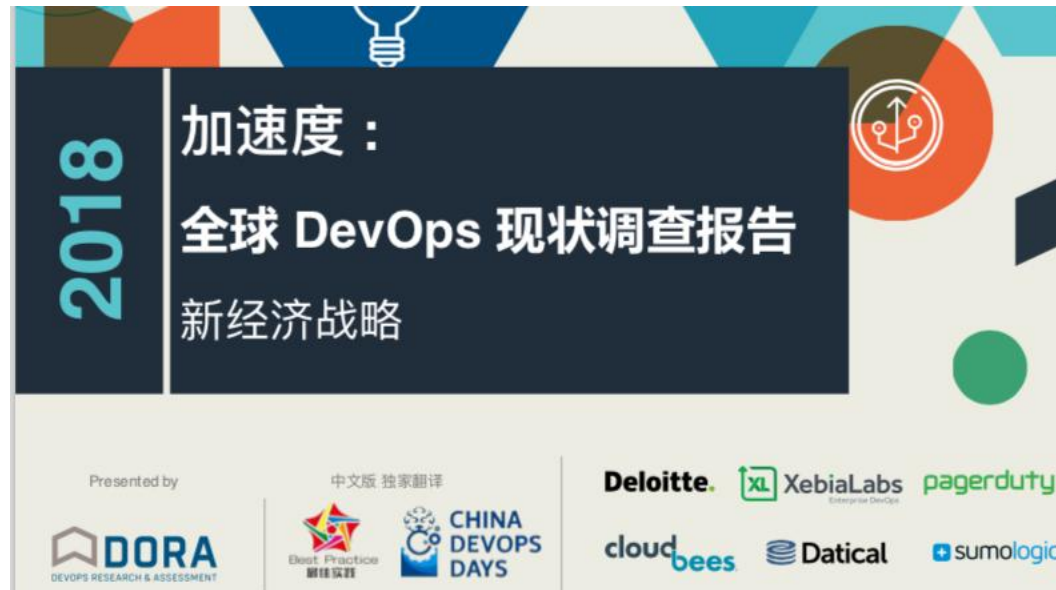 2018
加速度：
全球 DevOps 现状调查报告
新经济战略
Presented by
DORA
DEVOPS RESEARCH & ASSESSMENT
中文版 独家翻译
Best Practice
最佳实践
CHINA
DEVOPS
DAYS
Deloitte.
XL XebiaLabs
Enterprise DevOps
pagerduty
cloudbees
Datical
sumologic